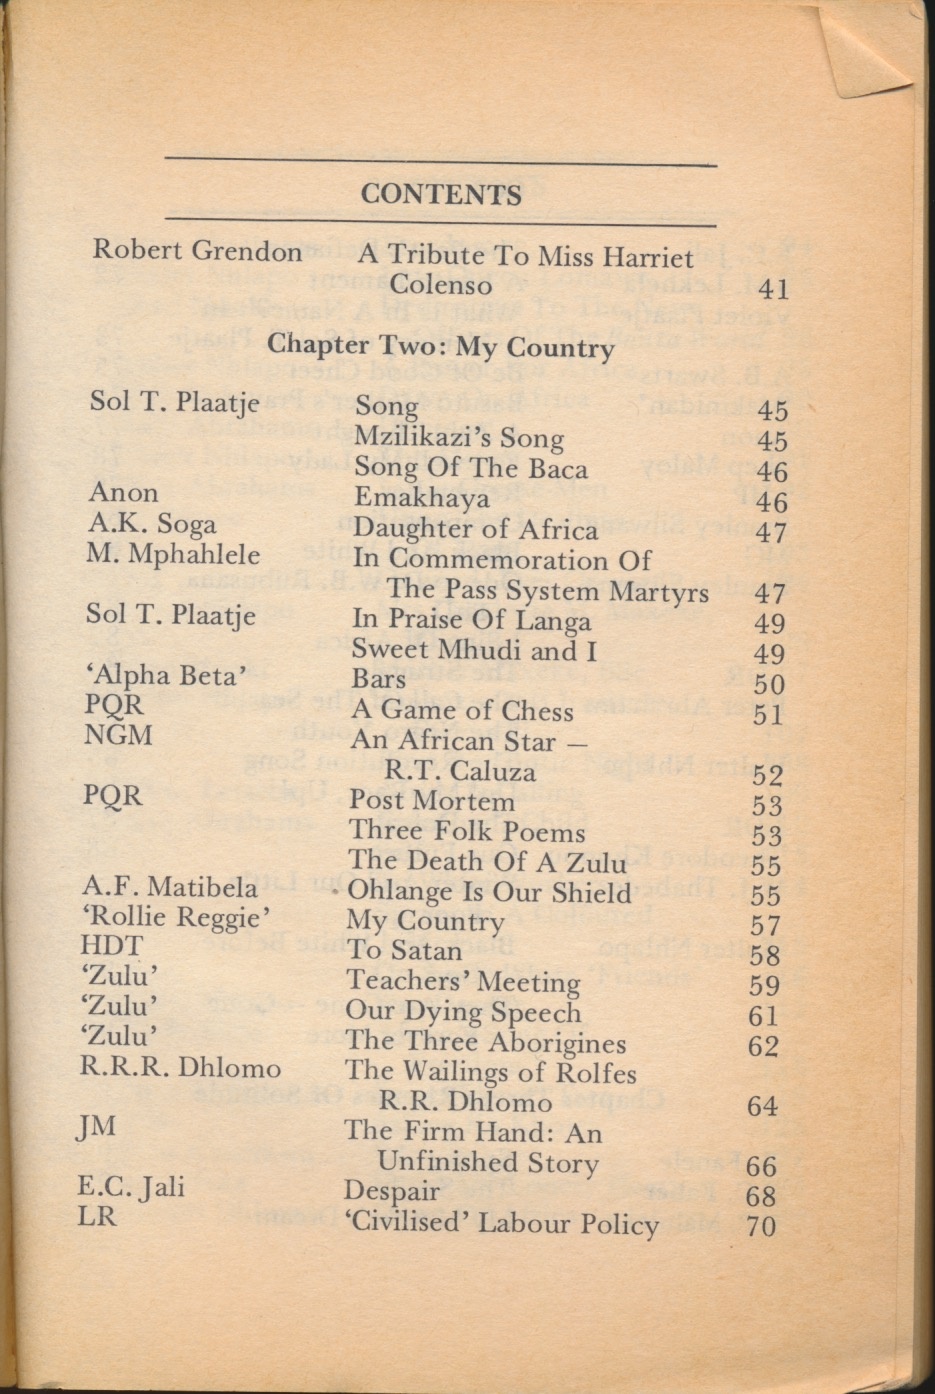 CONTENTS
Robert Grendon A Tribute To Miss Harriet
Colenso 41
Chapter Two: My Country
Sol T. Plaatje Song 45
Mzilikazi's Song 45
Song Of The Baca 46
Anon Emakhaya 46
A.K. Soga Daughter of Africa 47
M. Mphahlele In Commemoration Of
The Pass System Martyrs 47
Sol T. Plaatje In Praise Of Langa 49
Sweet Mhudi and I 49
‘Alpha Beta’ Bars 50
PQR A Game of Chess 51
NGM An African Star —
R.T. Caluza 52
PQR Post Mortem 53
Three Folk Poems 53
The Death Of A Zulu 55
A.F. Matibela Ohlange Is Our Shield 55
‘Rollie Reggie’ My Country 57
HDT To Satan 58
‘Zulu’ Teachers’ Meeting 59
‘Zulu’ Our Dying Speech 61
‘Zulu’ The Three Aborigines 62
R.R.R. Dhlomo The Wailings of Rolfes
R.R. Dhlomo 64
JM The Firm Hand: An
Unfinished Story 66
E.C. Jali Despair 68
LR ‘Civilised’ Labour Policy 70